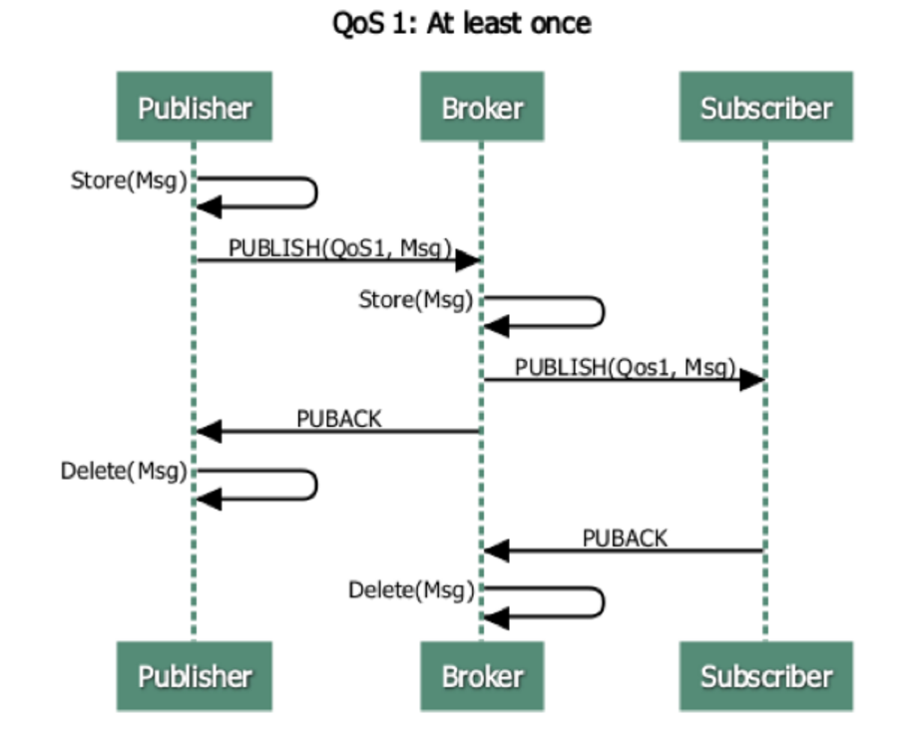 QoS 1: At least once
Publisher
Broker
Subscriber
Store(Msg)
PUBLISH(QoS1, Msg)
Store(Msg)
PUBLISH(Qos1, Msg)
PUBACK
Delete(Msg)
PUBACK
Delete(Msg)
Publisher
Broker
Subscriber